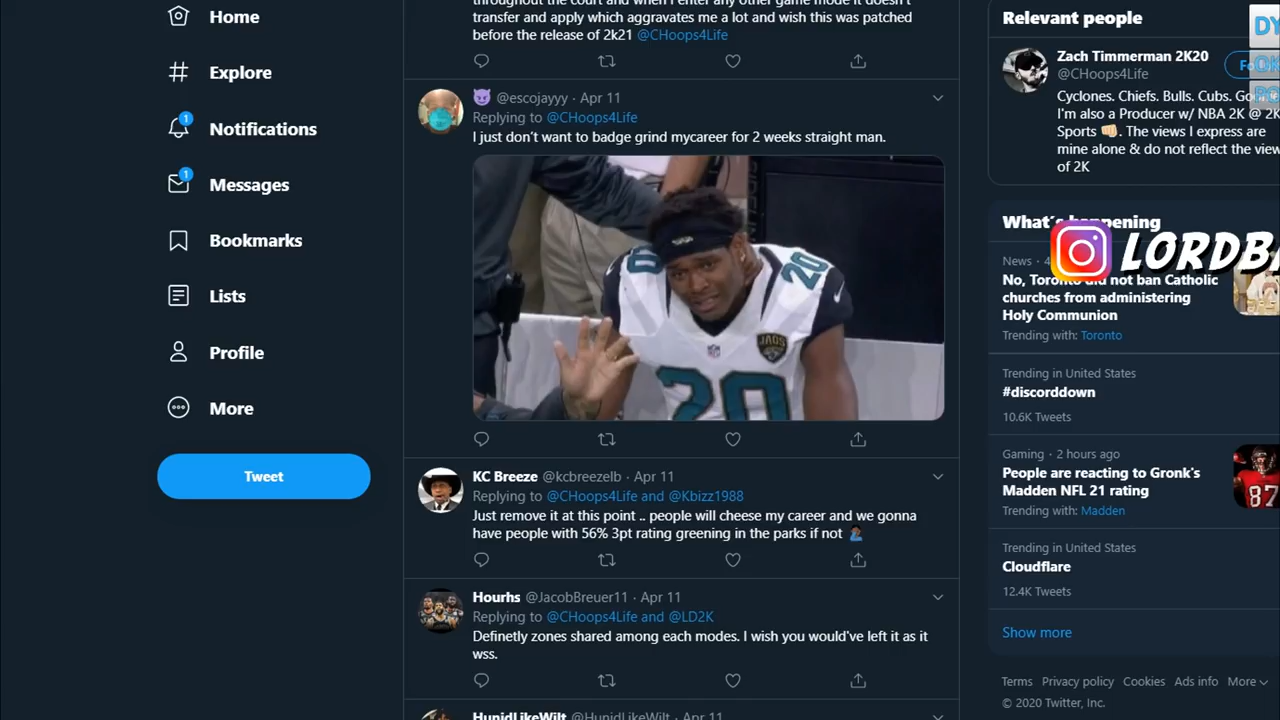 Home
Explore
1
Notifications
1
Messages
Bookmarks
Lists
Profile
More
Tweet
throughout the court and when I enter any other game mode it doesn't
transfer and apply which aggravates me a lot and wish this was patched
before the release of 2k21 @CHoops4Life
@escojayyy · Apr 11
Replying to @CHoops4Life
I just don't want to badge grind mycareer for 2 weeks straight man.
20
20
JAGS
20
KC Breeze @kcbreezelb · Apr 11
Replying to @CHoops4Life and @Kbizz1988
Just remove it at this point .. people will cheese my career and we gonna
have people with 56% 3pt rating greening in the parks if not
Hourhs @JacobBreuer11 · Apr 11
Replying to @CHoops4Life and @LD2K
Definetly zones shared among each modes. I wish you would've left it as it
wss.
HunidLikeWilt @HunidLikeWilt · Apr 11
Relevant people
Zach Timmerman 2K20
@CHoops4Life
Cyclones. Chiefs. Bulls. Cubs.
I'm also a Producer w/ NBA 2K @ 2K
Sports. The views I express are
mine alone & do not reflect the view
of 2K
DY
What's happening
LORDB
News · 4
No, Toronto did not ban Catholic
churches from administering
Holy Communion
Trending with: Toronto
Trending in United States
#discorddown
10.6K Tweets
Gaming · 2 hours ago
People are reacting to Gronk's
Madden NFL 21 rating
Trending with: Madden
87
Trending in United States
Cloudflare
12.4K Tweets
Show more
Terms Privacy policy Cookies Ads info More
© 2020 Twitter, Inc.